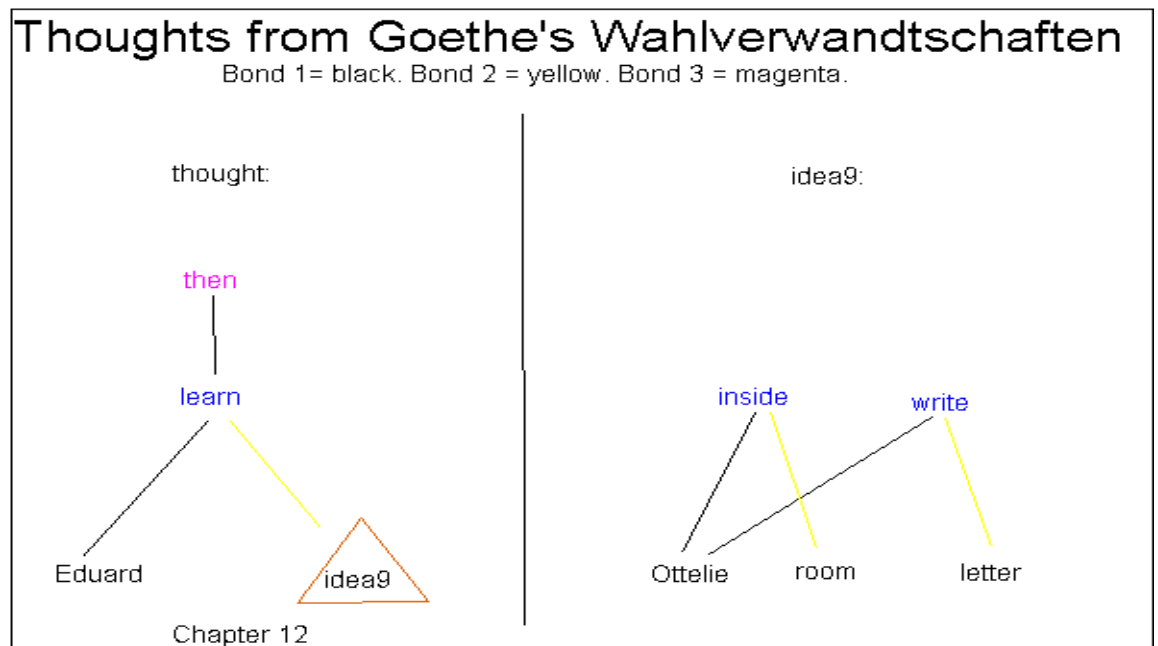 Thoughts from Goethe's Wahlverwandtschaften
Bond 1= black. Bond 2 = yellow. Bond 3 = magenta.
thought:
then
learn
Eduard
idea9
Chapter 12
idea9:
inside
write
Ottelie
room
letter